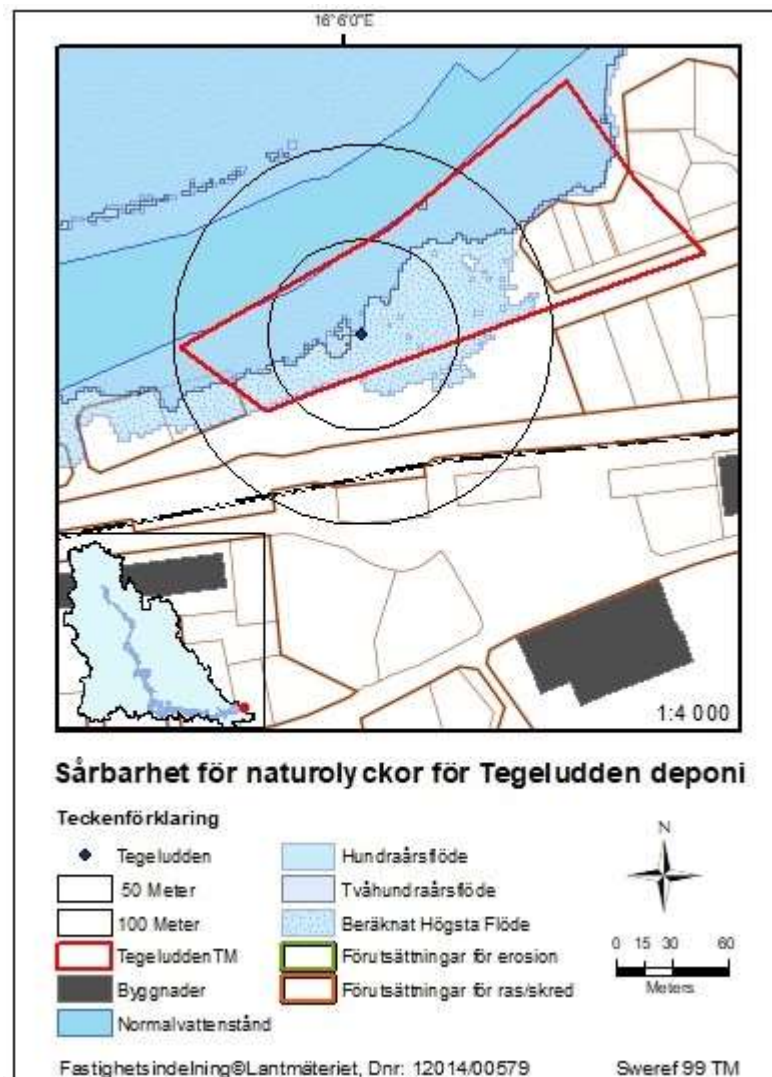 16°6'0"E
1:4 000
Sårbarhet för naturolyckor för Tegeludden deponi
Teckenförklaring
Tegeludden
50 Meter
100 Meter
Tegeludden TM
Byggnader
Normalvattenstånd
Hundraårsflöde
Tvåhundraårsflöde
Beräknat Högsta Flöde
Förutsättningar för erosion
Förutsättningar för ras/skred
N
0 15 30 60
Meters
Fastighetsindelning©Lantmäteriet, Dnr: 12014/00579
Sweref 99 TM